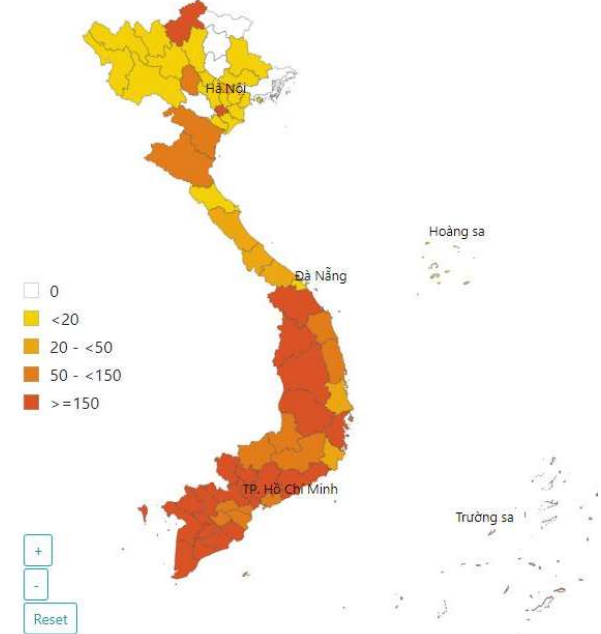 Hà Nội
Hoàng sa
Đà Nẵng
0
<20
20 - <50
50 - <150
>=150
TP. Hồ Chí Minh
Trường sa
+
-
Reset